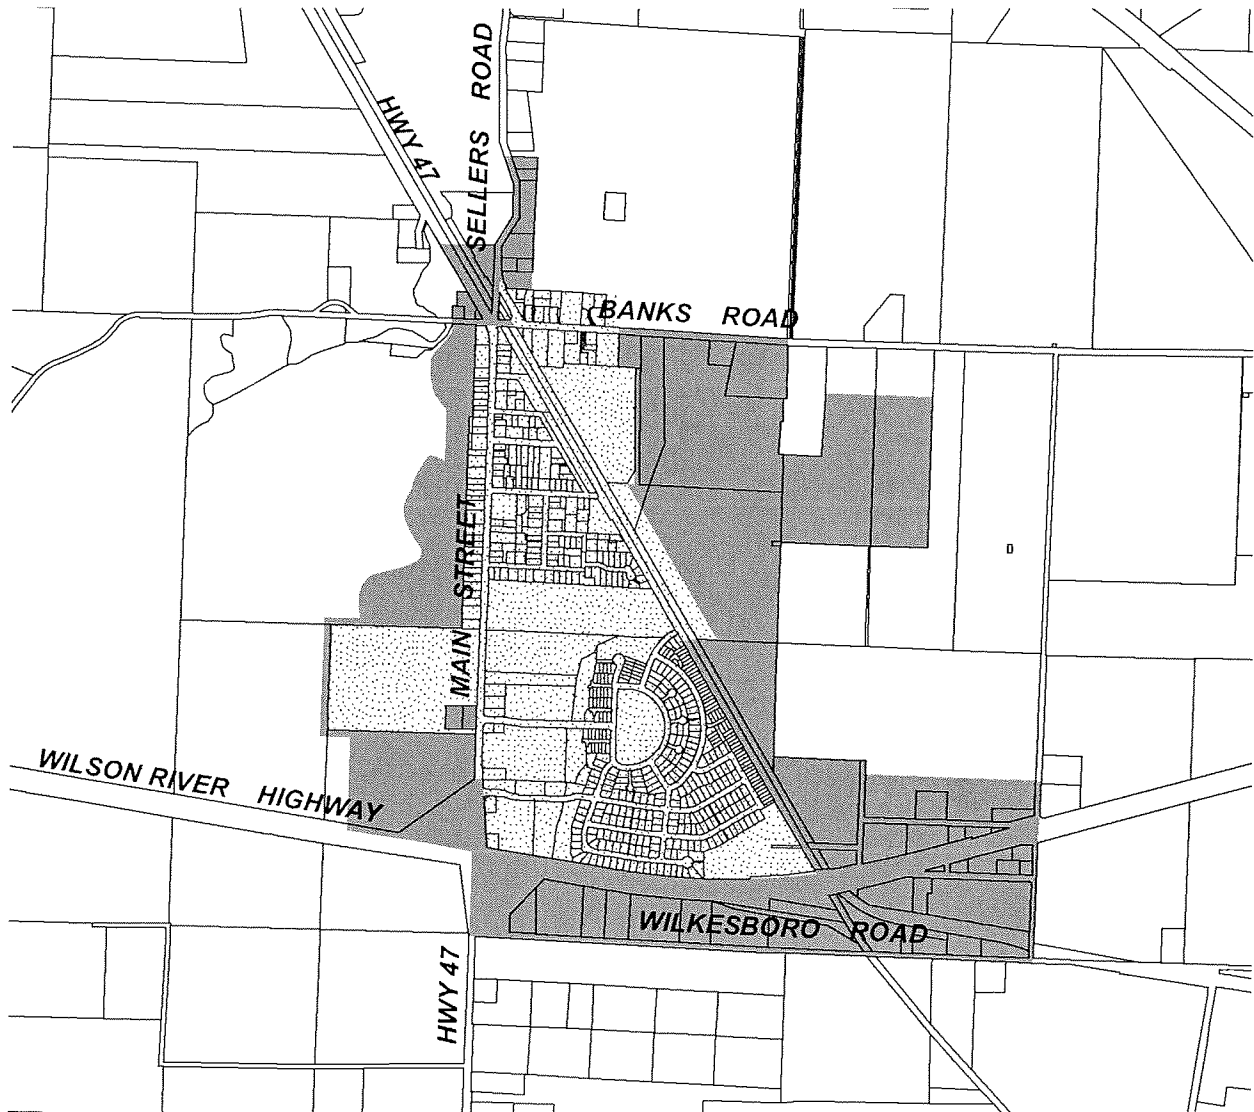 SELLERS ROAD
HWY 47
BANKS ROAD
MAIN STREET
WILSON RIVER HIGHWAY
WILKESBORO ROAD
HWY 47